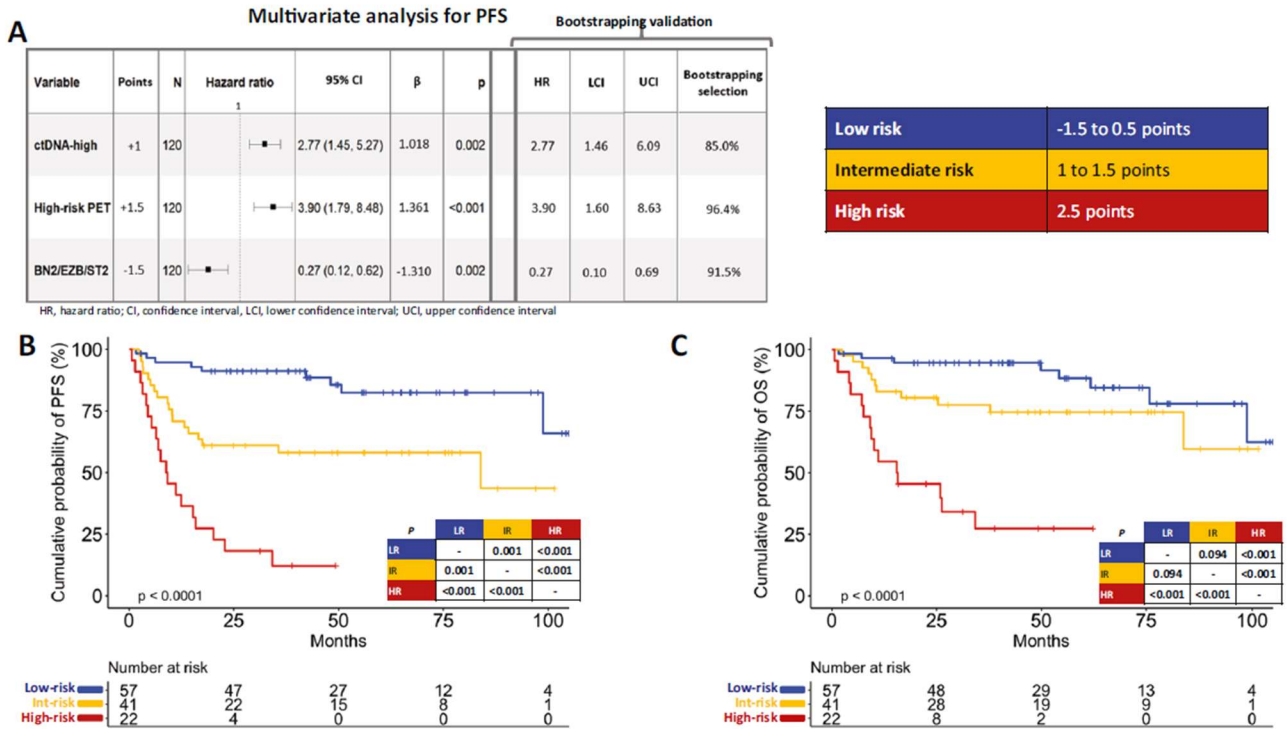 Multivariate analysis for PFS
Bootstrapping validation
A
Variable Points N Hazard ratio 95% CI β p HR LCI UCI Bootstrapping selection
1
ctDNA-high +1 120 2.77 (1.45, 5.27) 1.018 0.002 2.77 1.46 6.09 85.0%
High-risk PET +1.5 120 3.90 (1.79, 8.48) 1.361 <0.001 3.90 1.60 8.63 96.4%
BN2/EZB/ST2 -1.5 120 0.27 (0.12, 0.62) -1.310 0.002 0.27 0.10 0.69 91.5%
HR, hazard ratio; CI, confidence interval, LCI, lower confidence interval; UCI, upper confidence interval
Low risk -1.5 to 0.5 points
Intermediate risk 1 to 1.5 points
High risk 2.5 points
B
Cumulative probability of PFS (%)
100
75
50
25
0
P LR IR HR
LR - 0.001 <0.001
IR 0.001 - <0.001
HR <0.001 <0.001 -
p < 0.0001
0 25 50 75 100
Months
Number at risk
Low-risk 57 47 27 12 4
Int-risk 41 22 15 8 1
High-risk 22 4 0 0 0
C
Cumulative probability of OS (%)
100
75
50
25
0
P LR IR HR
LR - 0.094 <0.001
IR 0.094 - <0.001
HR <0.001 <0.001 -
p < 0.0001
0 25 50 75 100
Months
Number at risk
Low-risk 57 48 29 13 4
Int-risk 41 28 19 9 1
High-risk 22 8 2 0 0